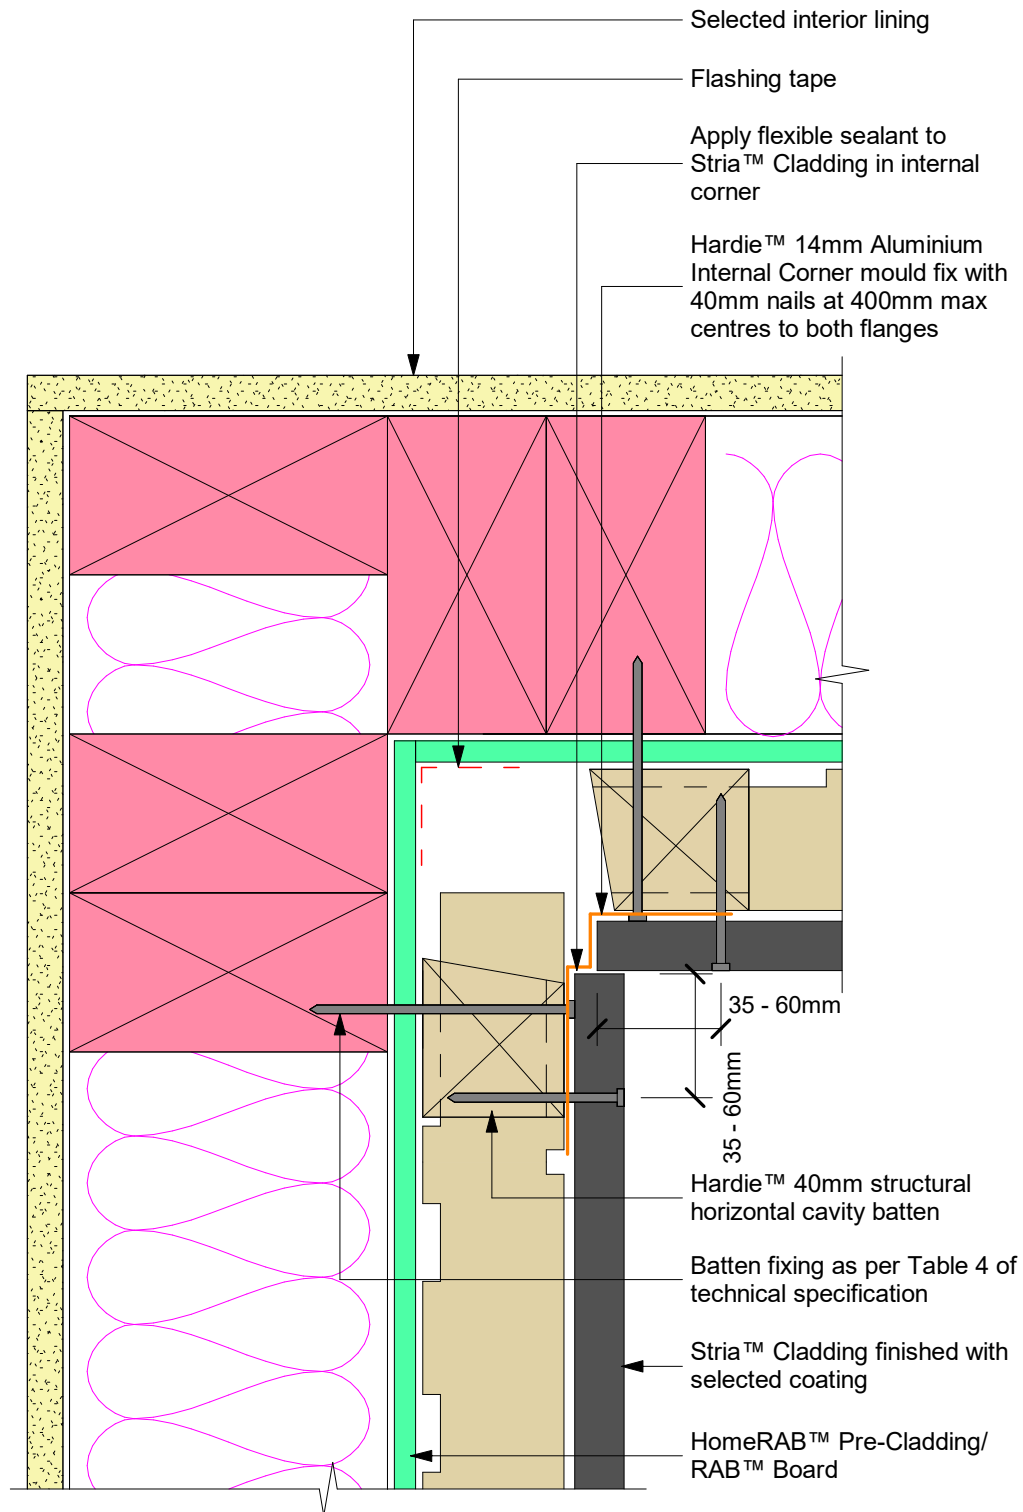 Selected interior lining
Flashing tape
Apply flexible sealant to
Stria™ Cladding in internal
corner
Hardie™ 14mm Aluminium
Internal Corner mould fix with
40mm nails at 400mm max
centres to both flanges
35 - 60mm
35 - 60mm
Hardie™ 40mm structural
horizontal cavity batten
Batten fixing as per Table 4 of
technical specification
Stria™ Cladding finished with
selected coating
HomeRAB™ Pre-Cladding/
RAB™ Board